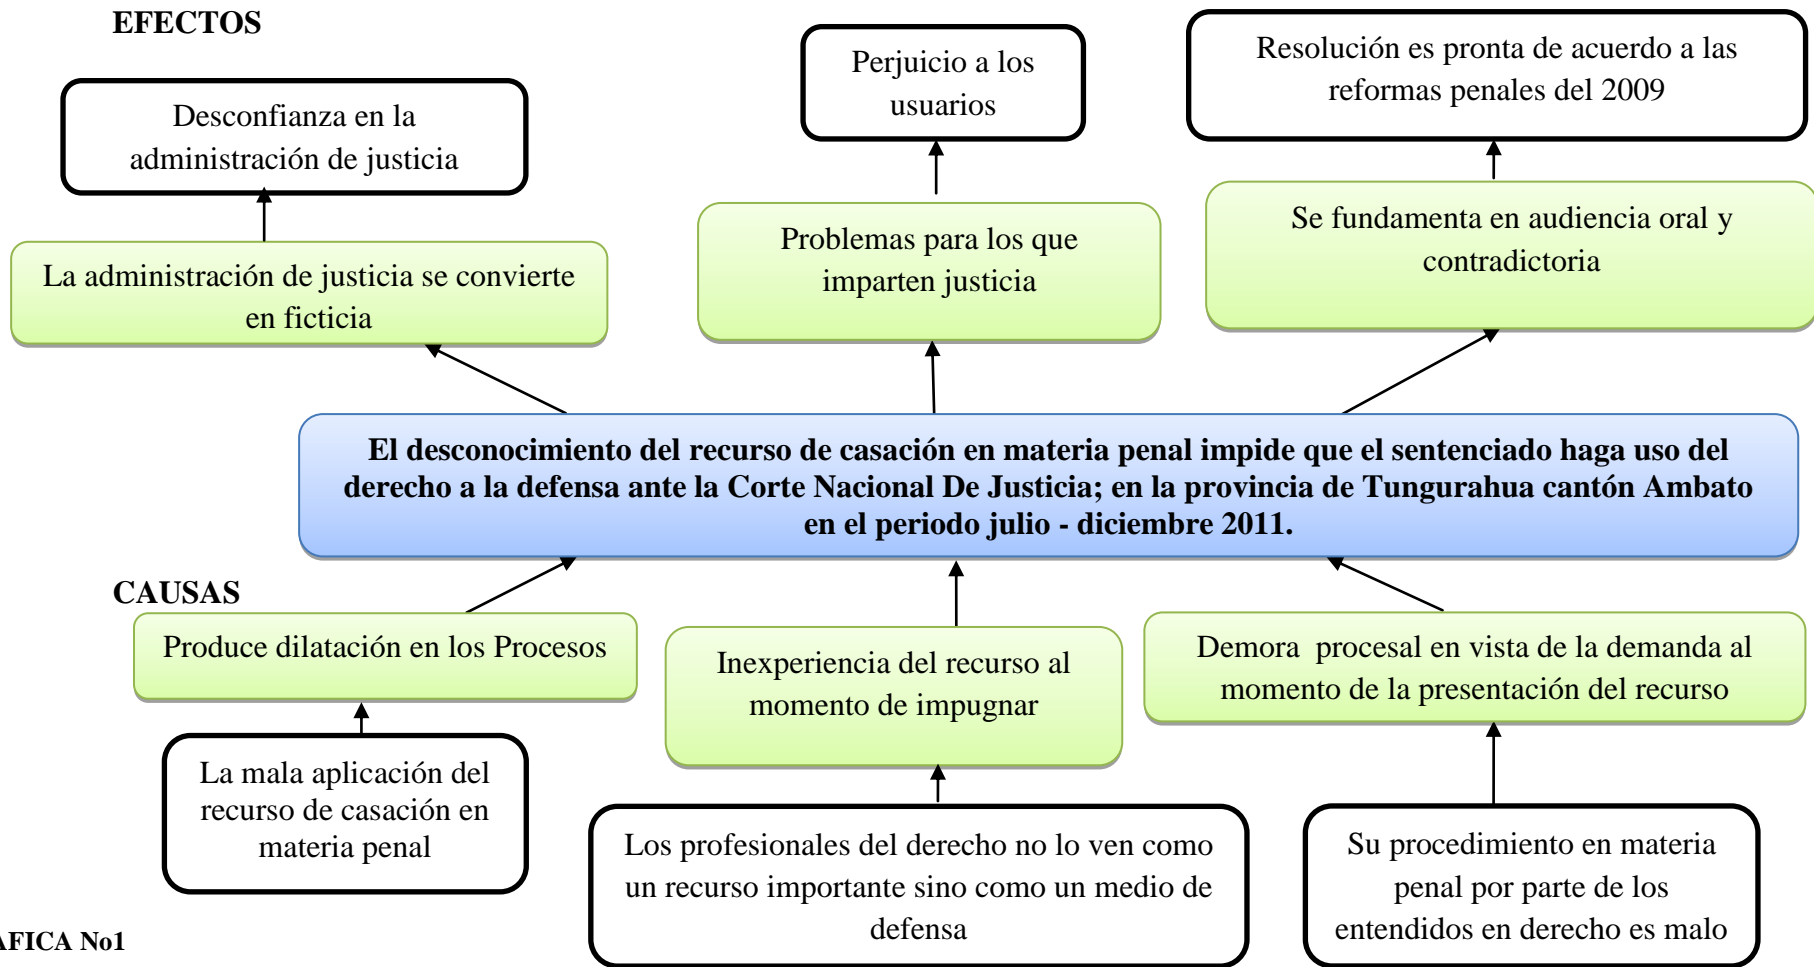 EFECTOS
Desconfianza en la
administración de justicia
Perjuicio a los
usuarios
Resolución es pronta de acuerdo a las
reformas penales del 2009
La administración de justicia se convierte
en ficticia
Problemas para los que
imparten justicia
Se fundamenta en audiencia oral y
contradictoria
El desconocimiento del recurso de casación en materia penal impide que el sentenciado haga uso del
derecho a la defensa ante la Corte Nacional De Justicia; en la provincia de Tungurahua cantón Ambato
en el periodo julio - diciembre 2011.
CAUSAS
Produce dilatación en los Procesos
Inexperiencia del recurso al
momento de impugnar
Demora  procesal en vista de la demanda al
momento de la presentación del recurso
La mala aplicación del
recurso de casación en
materia penal
Los profesionales del derecho no lo ven como
un recurso importante sino como un medio de
defensa
Su procedimiento en materia
penal por parte de los
entendidos en derecho es malo
AFICA No1